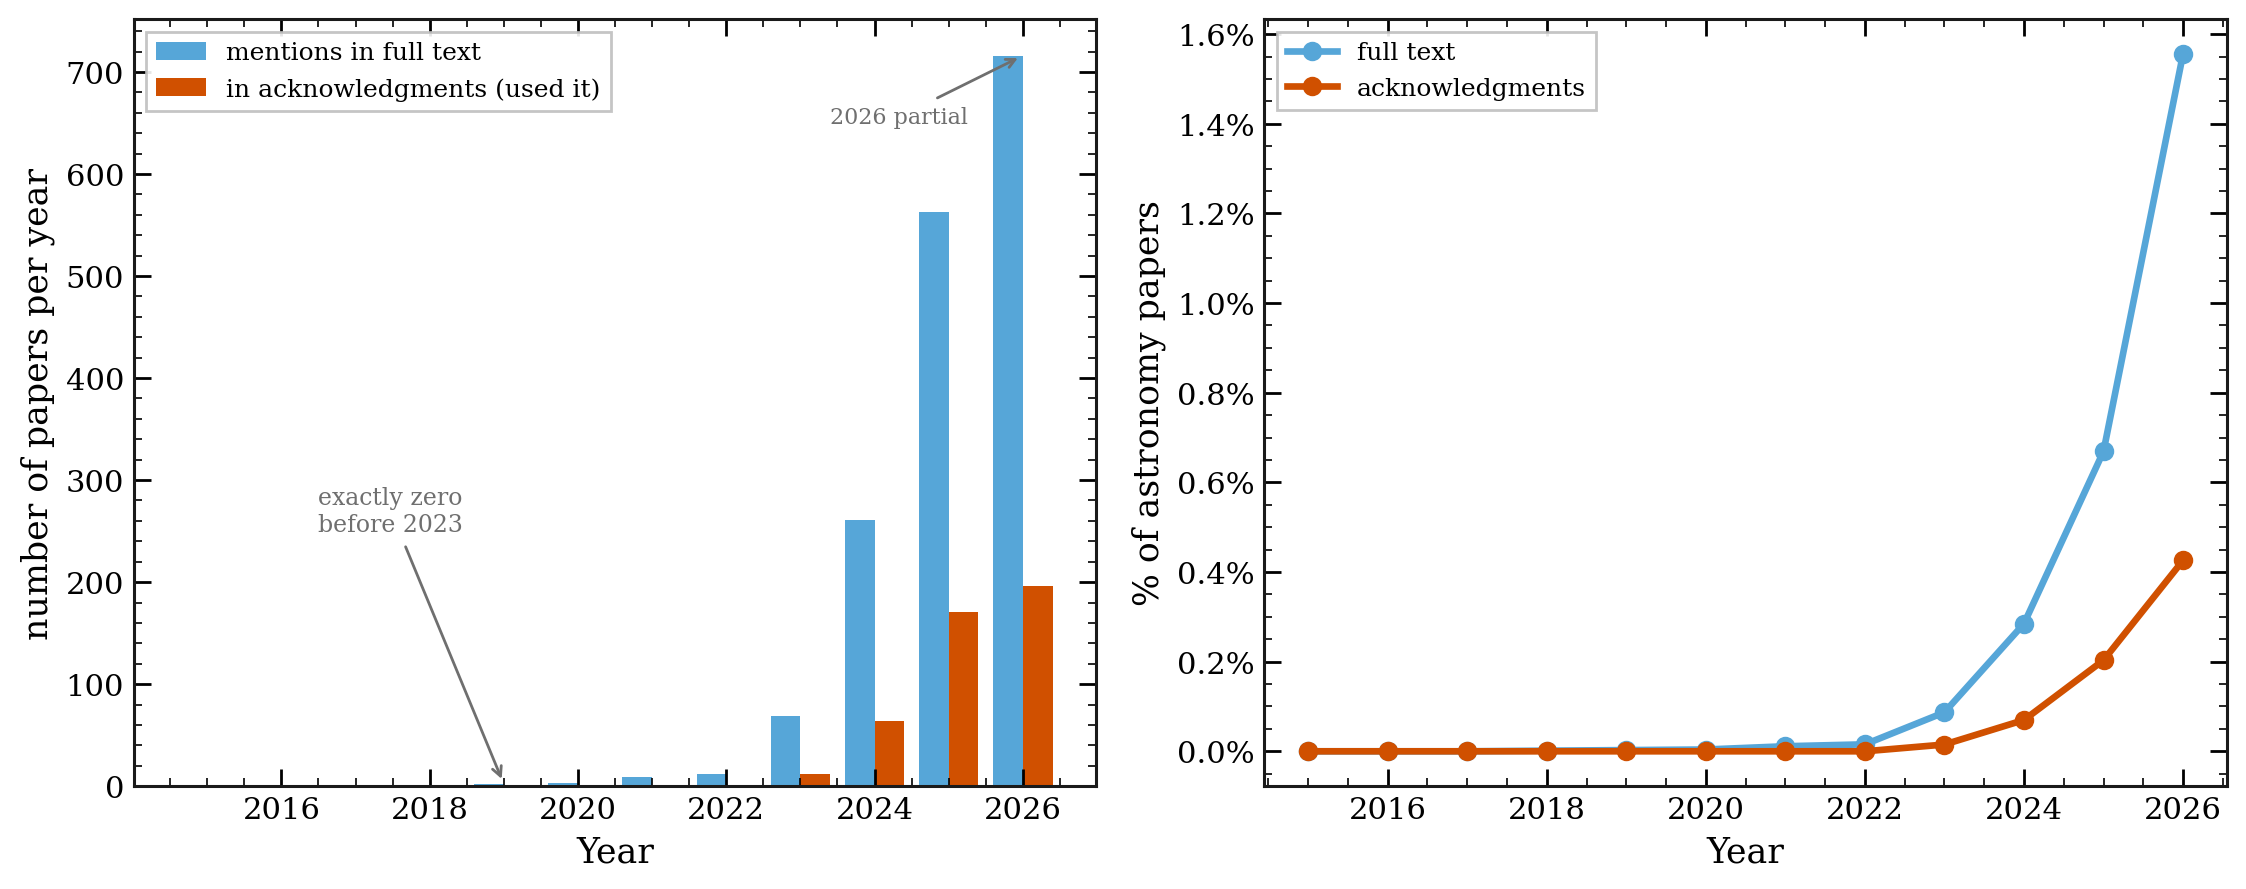 mentions in full text
in acknowledgments (used it)
2026 partial
exactly zero
before 2023
number of papers per year
700
600
500
400
300
200
100
0
2016
2018
2020
2022
2024
2026
Year
full text
acknowledgments
% of astronomy papers
1.6%
1.4%
1.2%
1.0%
0.8%
0.6%
0.4%
0.2%
0.0%
2016
2018
2020
2022
2024
2026
Year